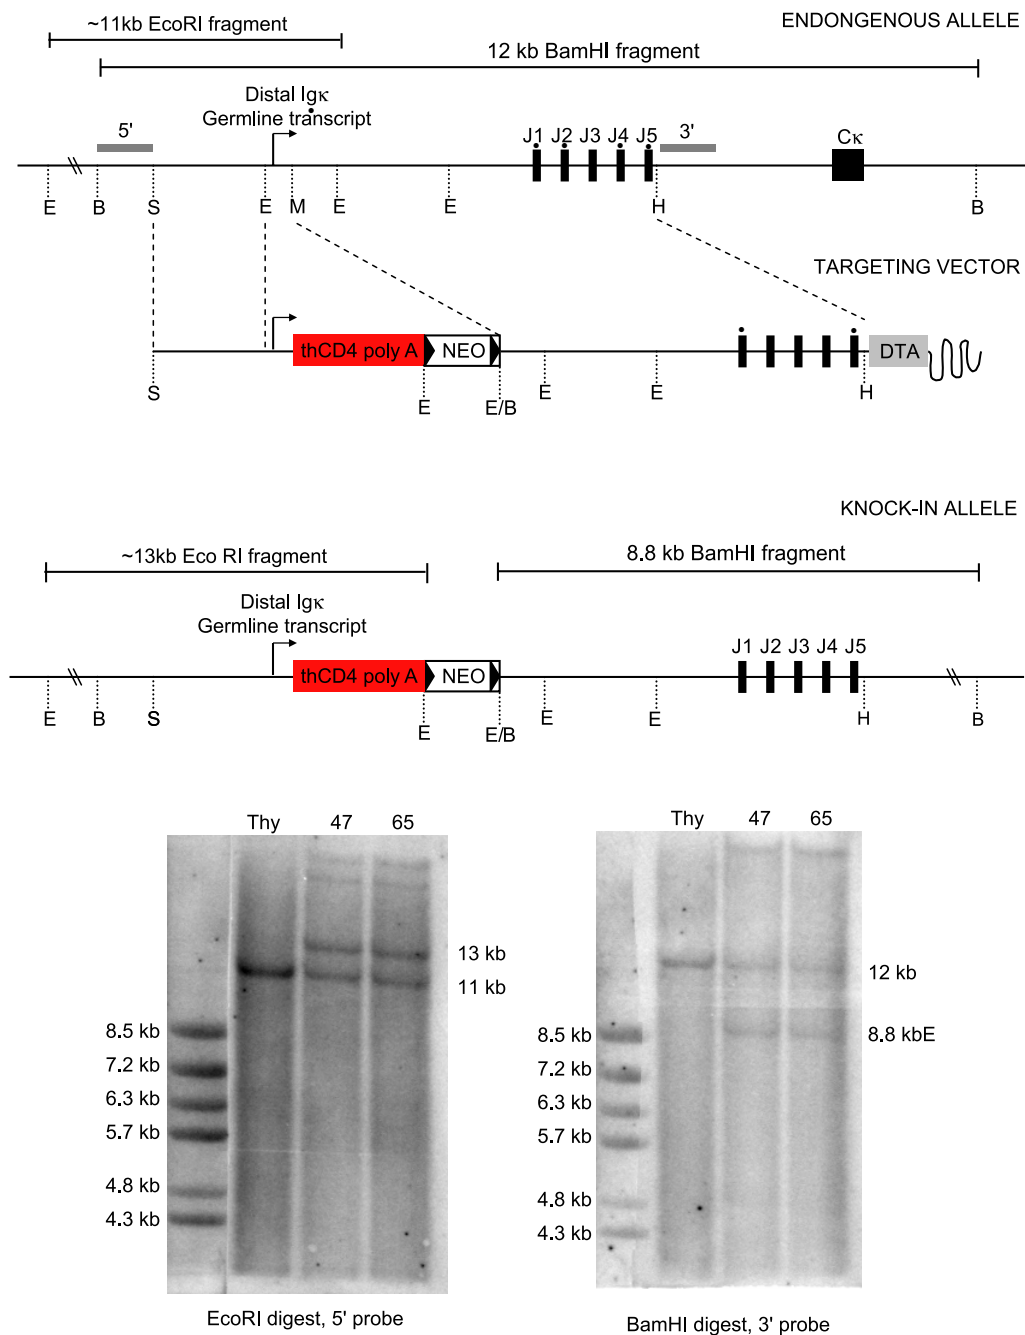 ~11kb EcoRI fragment
ENDONGENOUS ALLELE
12 kb BamHI fragment
Distal Igκ
Germline transcript
5'
J1 J2 J3 J4 J5
3'
Cκ
E B S E M E E H B
TARGETING VECTOR
thCD4 poly A
NEO
DTA
S E E/B E E H
KNOCK-IN ALLELE
~13kb Eco RI fragment
8.8 kb BamHI fragment
Distal Igκ
Germline transcript
J1 J2 J3 J4 J5
thCD4 poly A
NEO
E B S E E/B E E H B
Thy 47 65
13 kb
11 kb
8.5 kb
7.2 kb
6.3 kb
5.7 kb
4.8 kb
4.3 kb
EcoRI digest, 5' probe
Thy 47 65
12 kb
8.8 kbE
8.5 kb
7.2 kb
6.3 kb
5.7 kb
4.8 kb
4.3 kb
BamHI digest, 3' probe